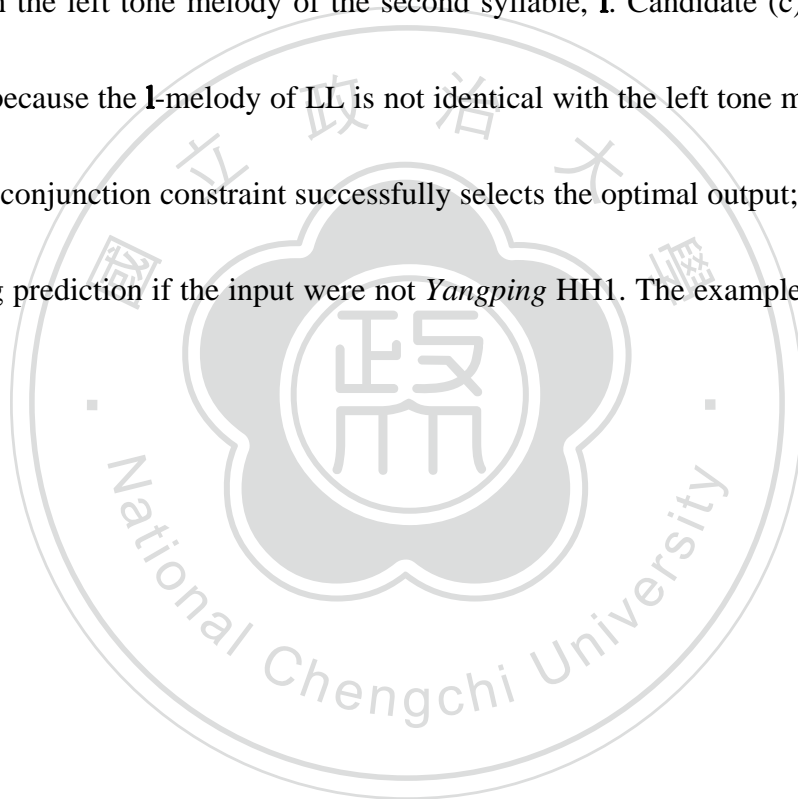 the left tone melody of the second syllable, l. Candidate (c)
because the l-melody of LL is not identical with the left tone m
conjunction constraint successfully selects the optimal output;
g prediction if the input were not Yangping HH1. The example
國立政治大學
政
National Chengchi University